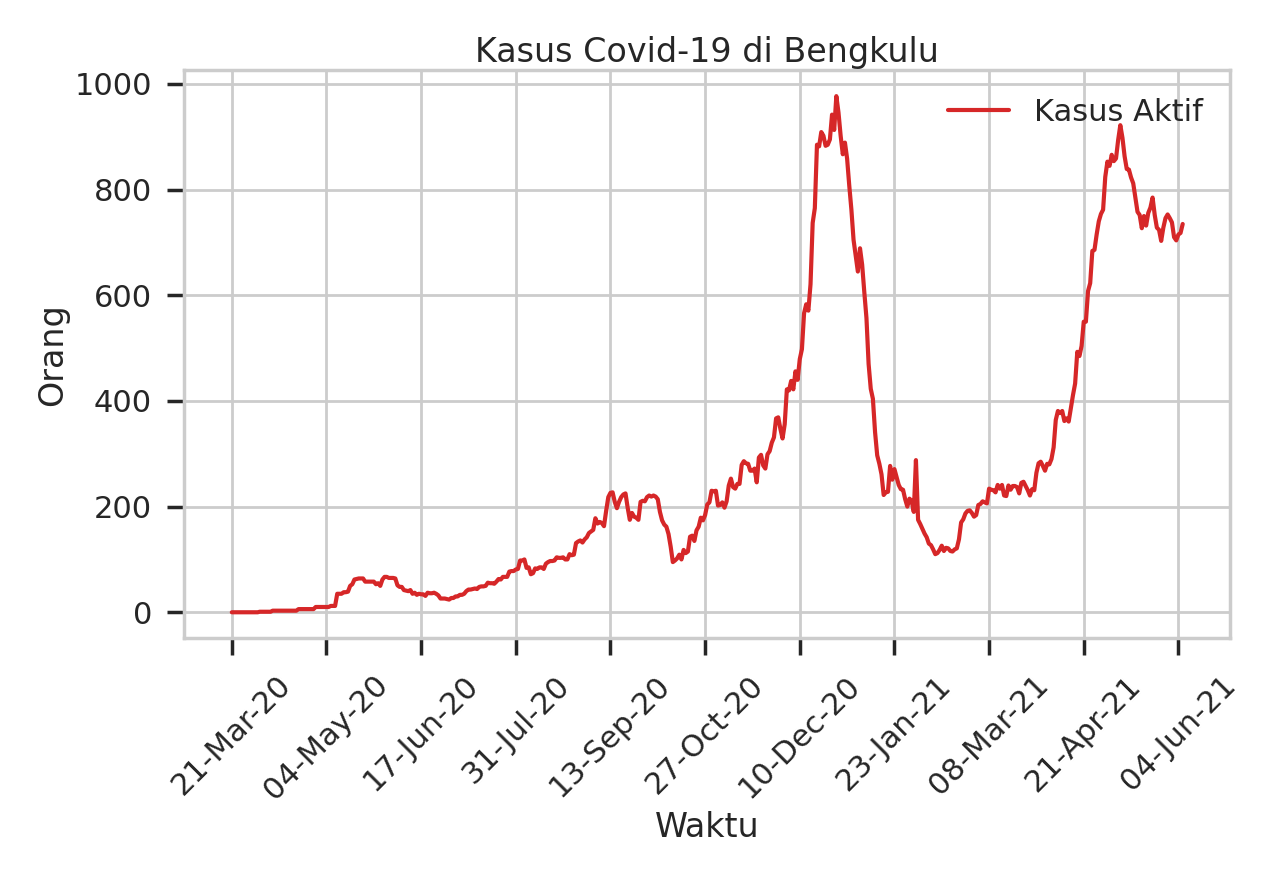 Kasus Covid-19 di Bengkulu
Kasus Aktif
1000
800
600
400
200
0
Orang
21-Mar-20
04-May-20
17-Jun-20
31-Jul-20
13-Sep-20
27-Oct-20
10-Dec-20
23-Jan-21
08-Mar-21
21-Apr-21
04-Jun-21
Waktu